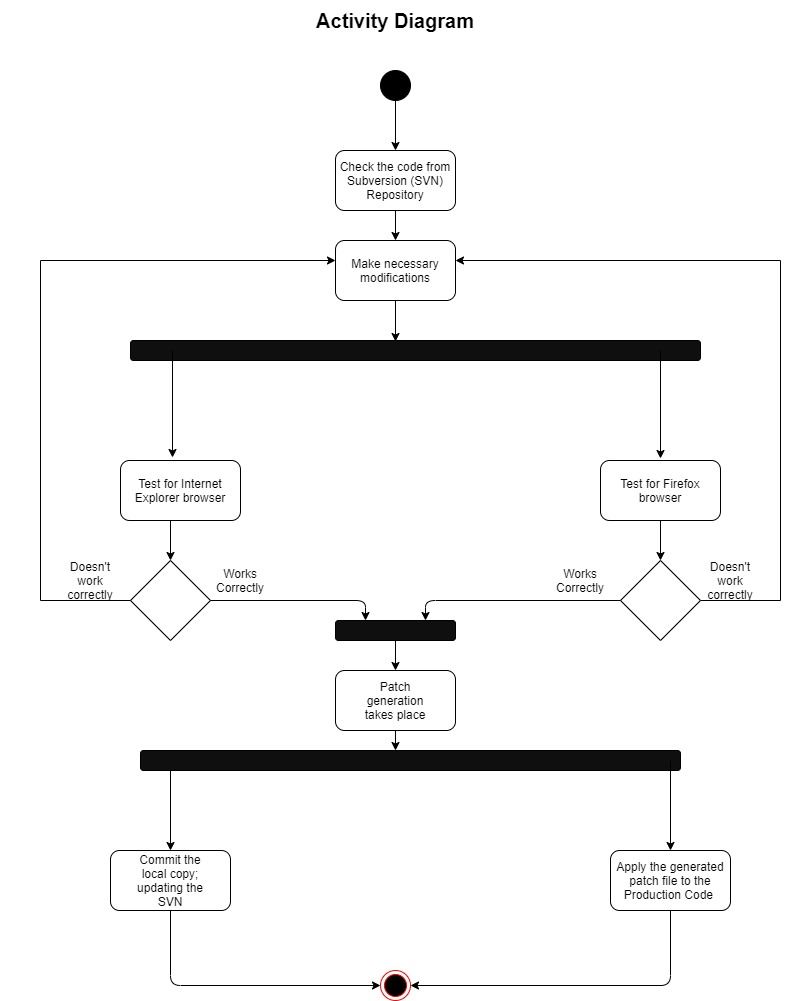 Activity Diagram
Check the code from
Subversion (SVN)
Repository
Make necessary
modifications
Test for Internet
Explorer browser
Test for Firefox
browser
Doesn't
work
correctly
Works
Correctly
Works
Correctly
Doesn't
work
correctly
Patch
generation
takes place
Commit the
local copy;
updating the
SVN
Apply the generated
patch file to the
Production Code